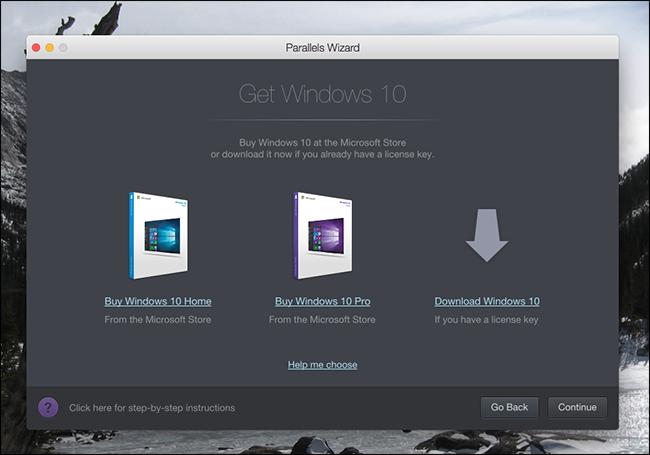 Parallels Wizard
Get Windows 10
Buy Windows 10 at the Microsoft Store
or download it now if you already have a license key.
Buy Windows 10 Home
From the Microsoft Store
Buy Windows 10 Pro
From the Microsoft Store
Download Windows 10
If you have a license key
Help me choose
?
Click here for step-by-step instructions
Go Back
Continue